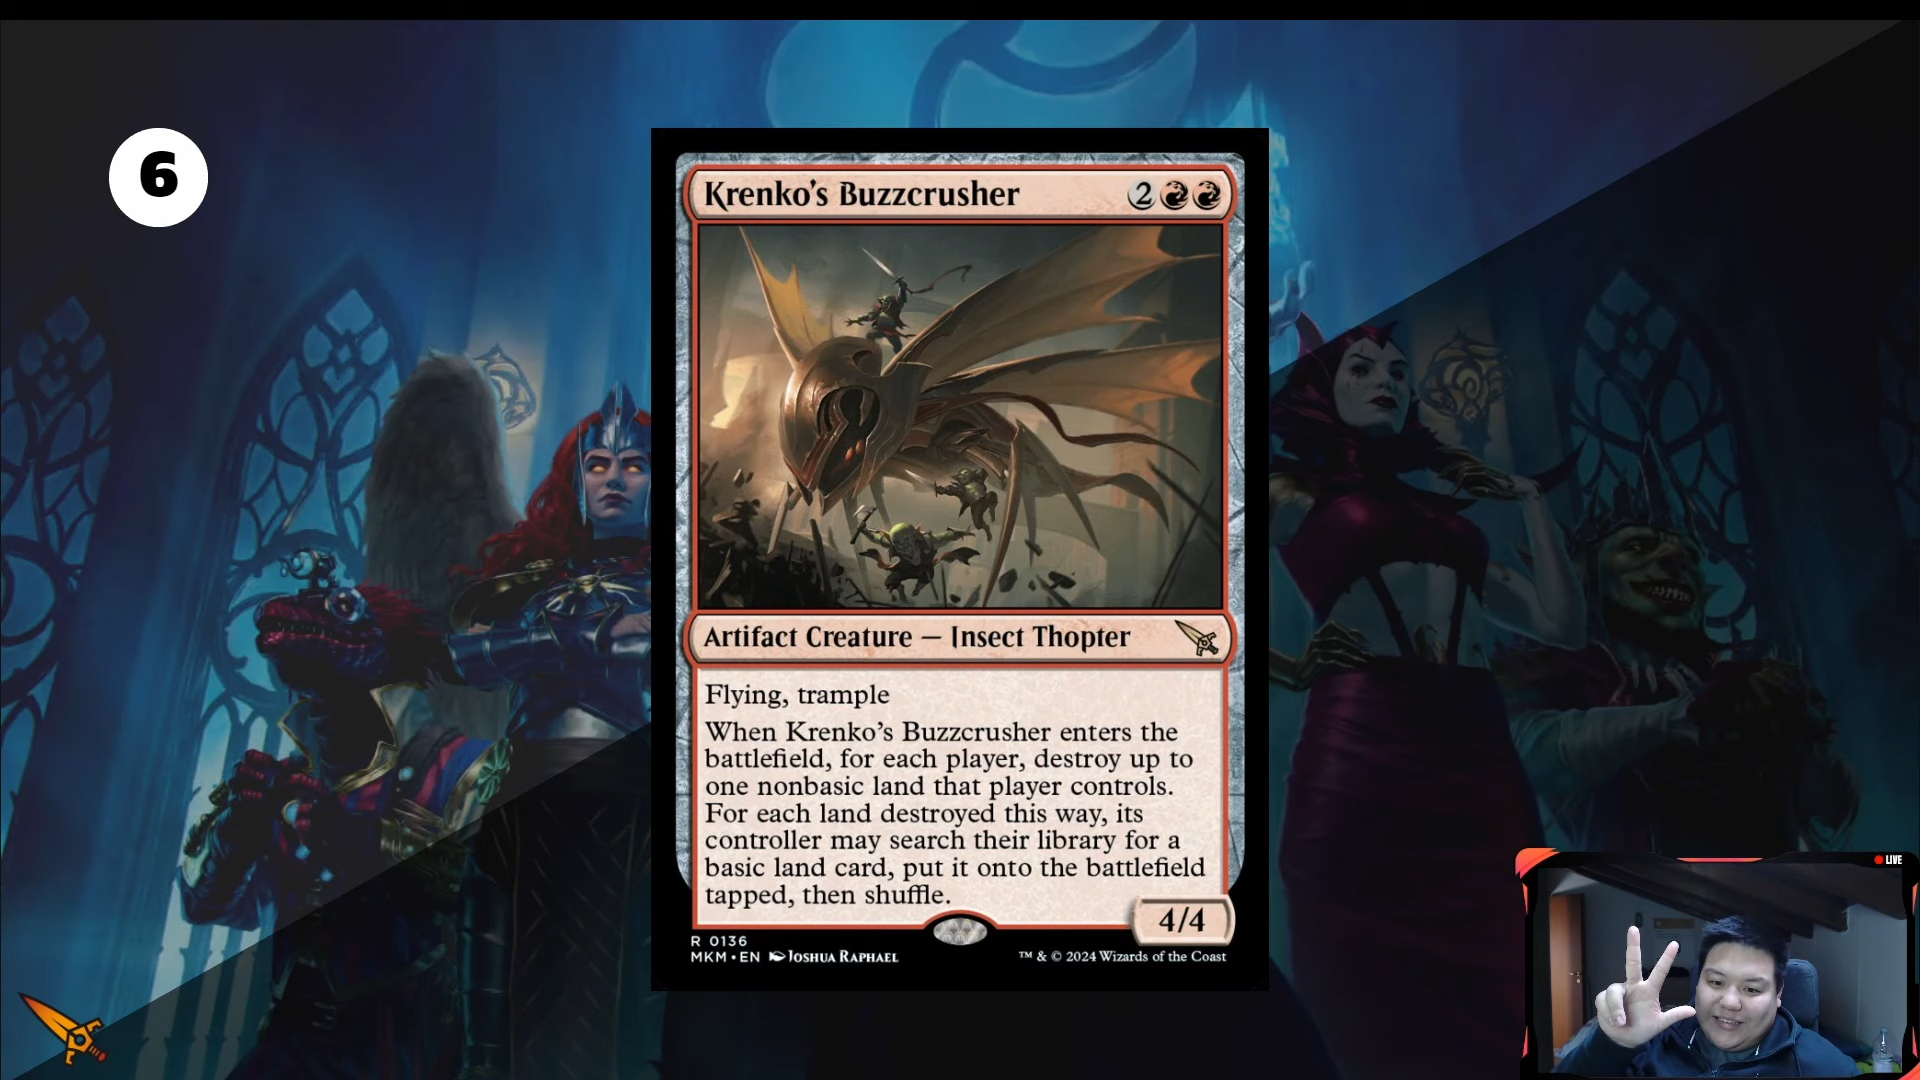 6
Krenko's Buzzcrusher 2
Artifact Creature — Insect Thopter
Flying, trample
When Krenko's Buzzcrusher enters the
battlefield, for each player, destroy up to
one nonbasic land that player controls.
For each land destroyed this way, its
controller may search their library for a
basic land card, put it onto the battlefield
tapped, then shuffle.
4/4
R 0136
MKM • EN Joshua Raphael
™ & © 2024 Wizards of the Coast
LIVE